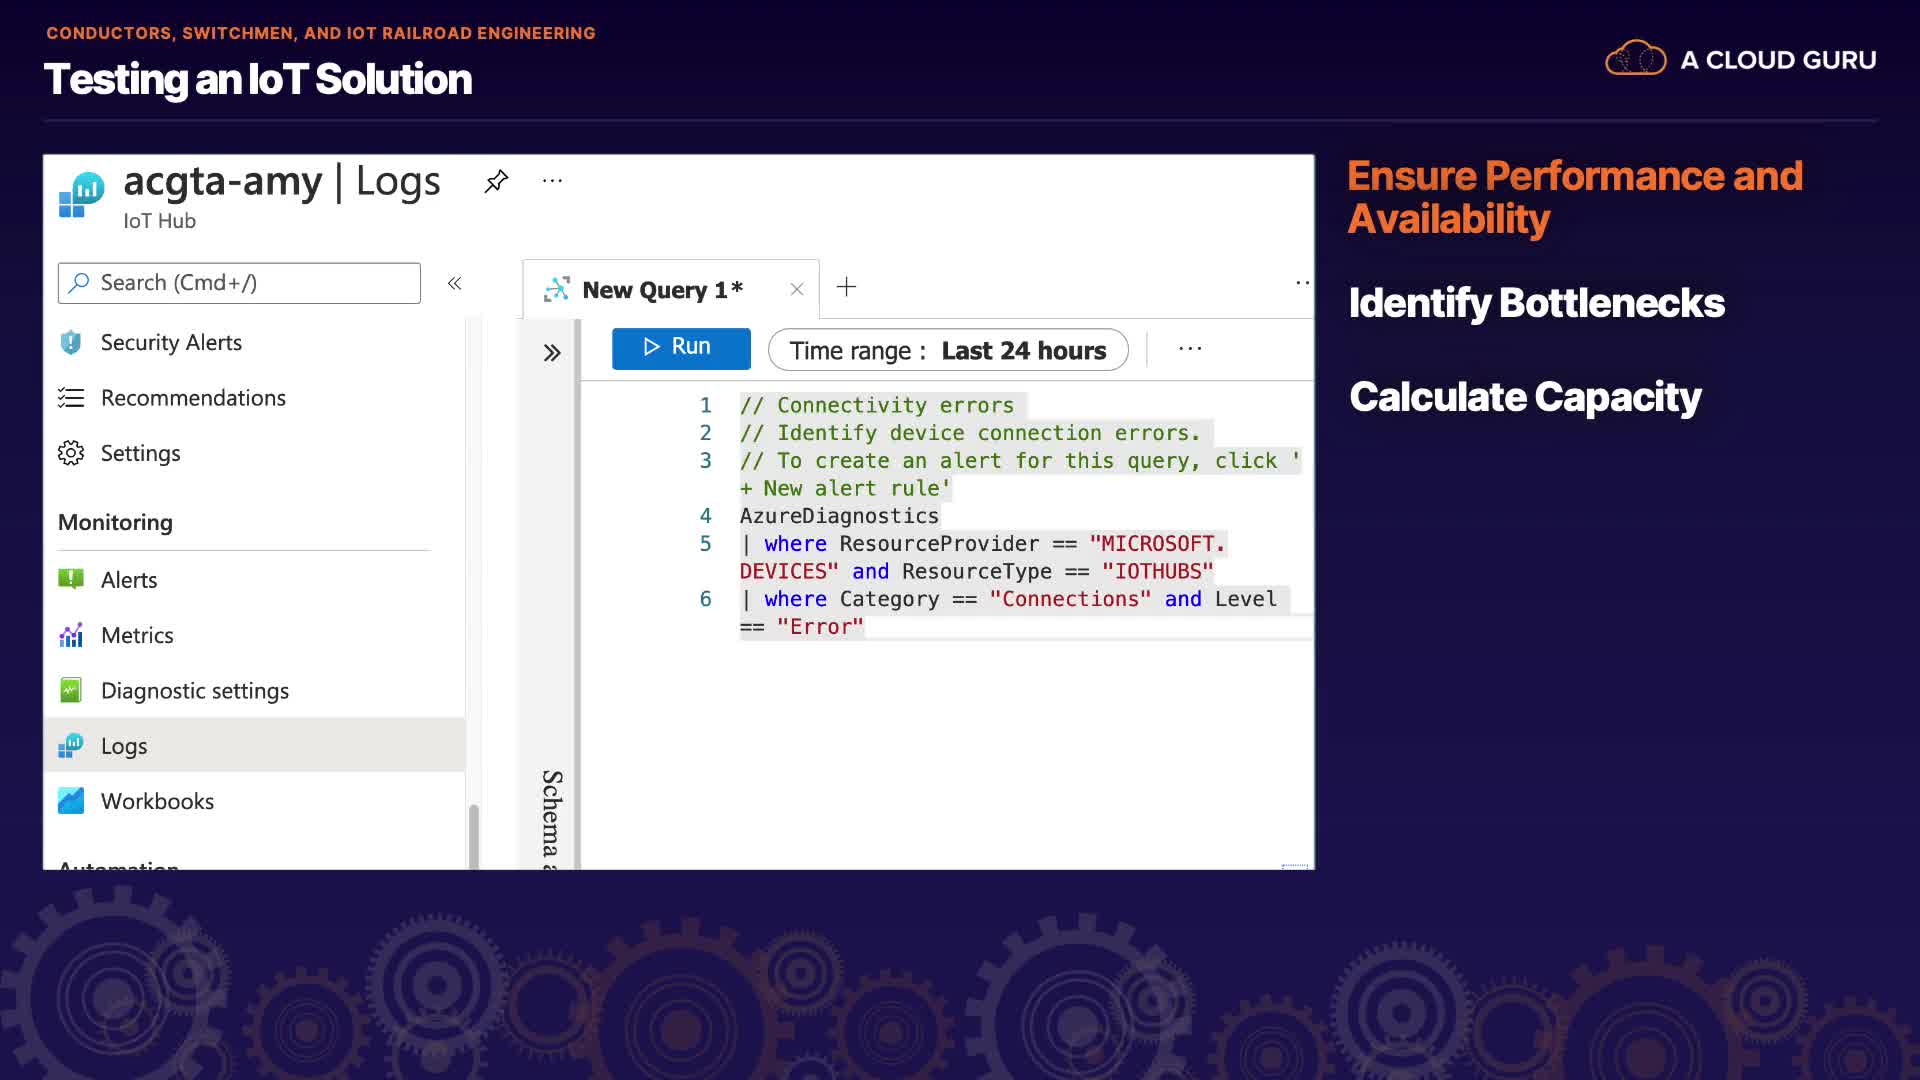 CONDUCTORS, SWITCHMEN, AND IOT RAILROAD ENGINEERING
Testing an IoT Solution
A CLOUD GURU
acgta-amy | Logs
IoT Hub
Search (Cmd+/)
Security Alerts
Recommendations
Settings
Monitoring
Alerts
Metrics
Diagnostic settings
Logs
Workbooks
Automation
New Query 1*
Run
Time range : Last 24 hours
Schema a
1 // Connectivity errors
2 // Identify device connection errors.
3 // To create an alert for this query, click '
+ New alert rule'
4 AzureDiagnostics
5 | where ResourceProvider == "MICROSOFT.
DEVICES" and ResourceType == "IOTHUBS"
6 | where Category == "Connections" and Level
== "Error"
Ensure Performance and
Availability
Identify Bottlenecks
Calculate Capacity